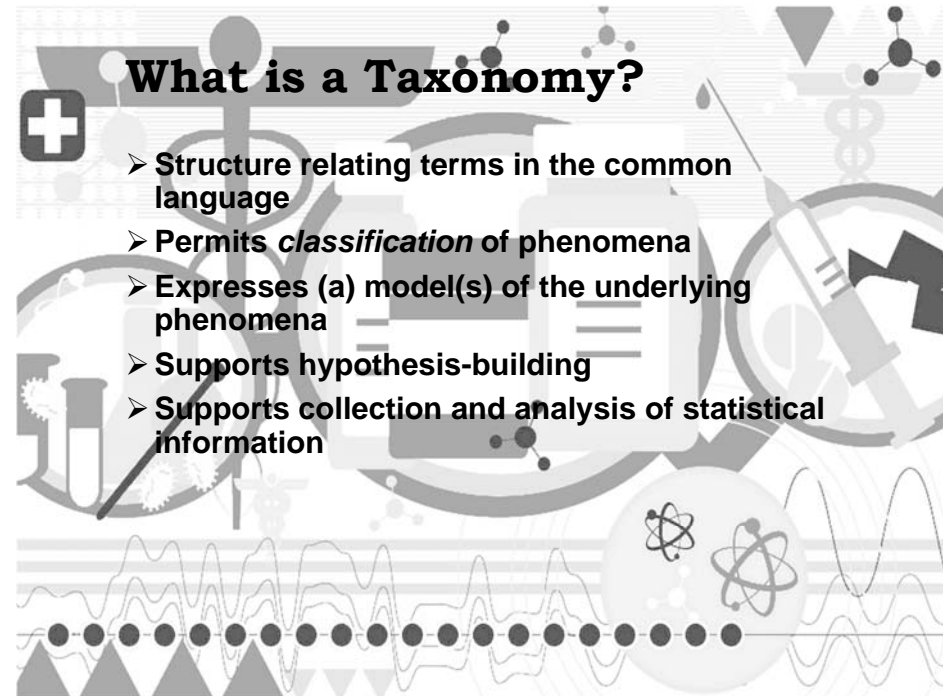 What is a Taxonomy?
➢ Structure relating terms in the common
language
➢ Permits classification of phenomena
➢ Expresses (a) model(s) of the underlying
phenomena
➢ Supports hypothesis-building
➢ Supports collection and analysis of statistical
information